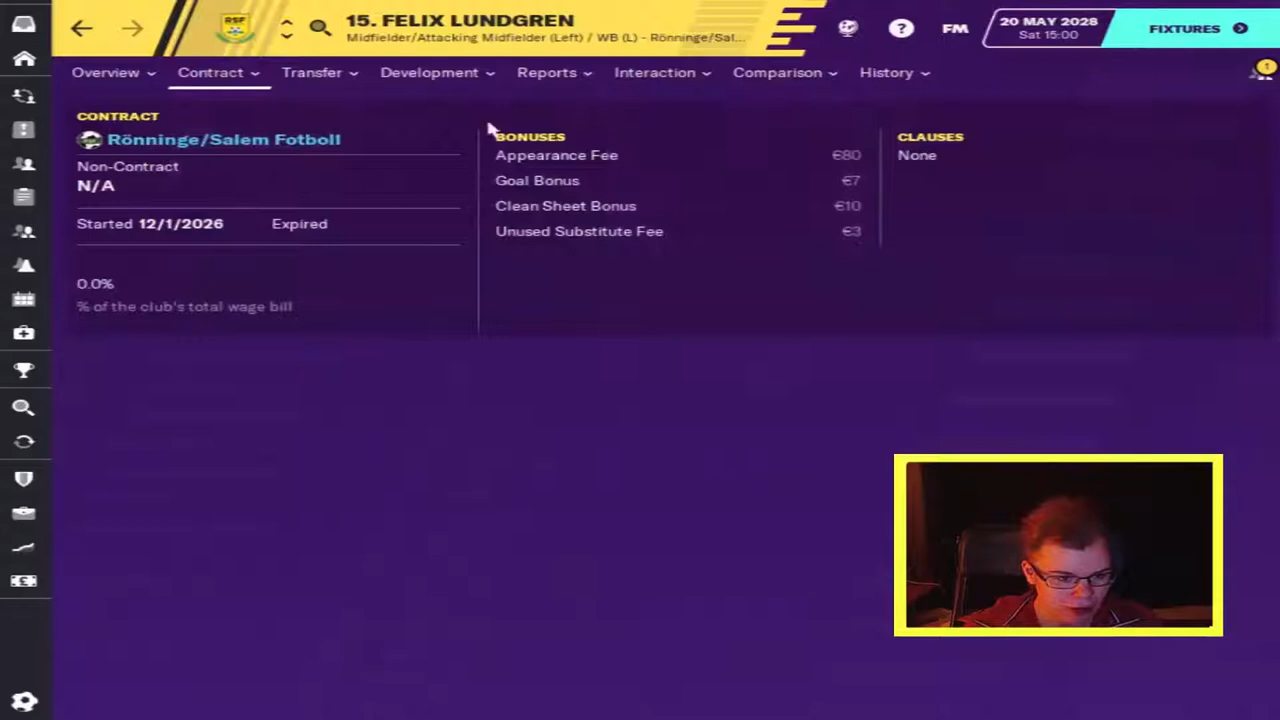 15. FELIX LUNDGREN
Midfielder/Attacking Midfielder (Left) / WB (L) - Rönninge/Sal...
RSF
FM
20 MAY 2028
Sat 15:00
FIXTURES
Overview
Contract
Transfer
Development
Reports
Interaction
Comparison
History
1
CONTRACT
Rönninge/Salem Fotboll
Non-Contract
N/A
Started 12/1/2026 Expired
0.0%
% of the club's total wage bill
BONUSES
Appearance Fee €80
Goal Bonus €7
Clean Sheet Bonus €10
Unused Substitute Fee €3
CLAUSES
None